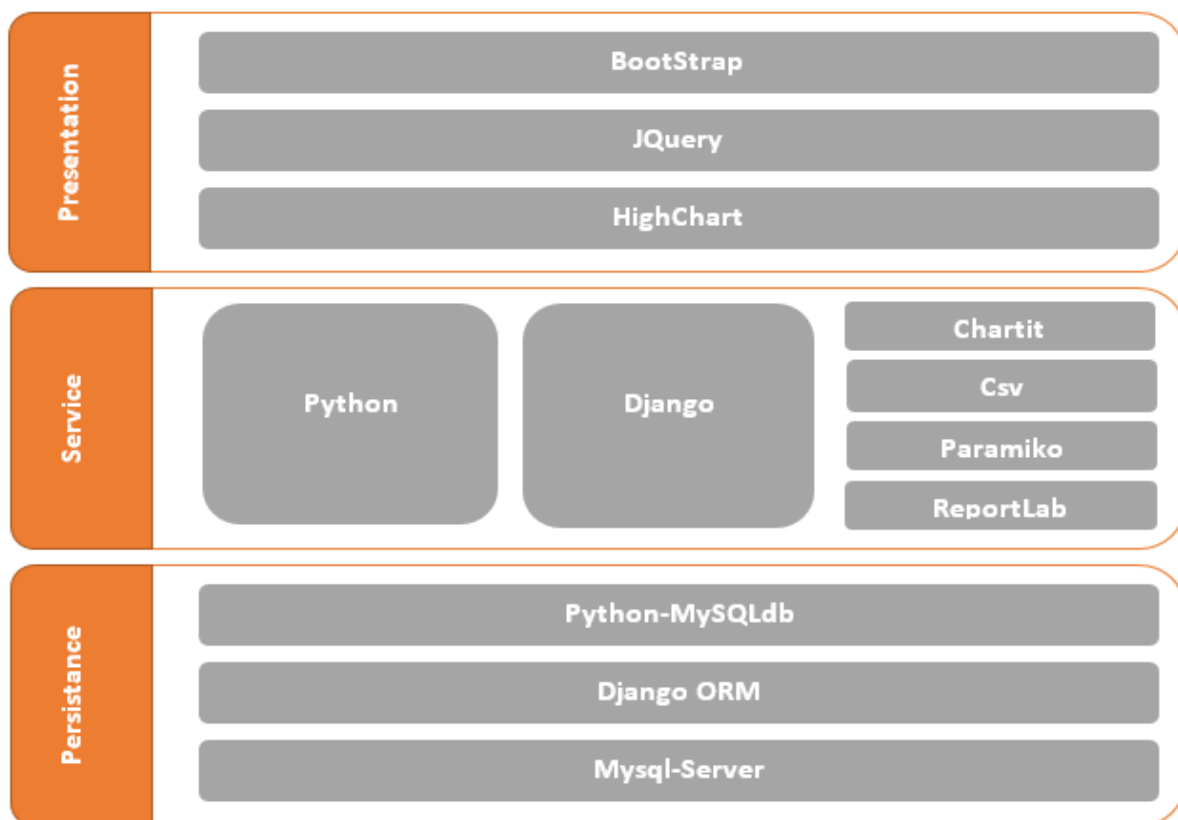 Presentation
BootStrap
JQuery
HighChart
Service
Python
Django
Chartit
Csv
Paramiko
ReportLab
Persistance
Python-MySQLdb
Django ORM
Mysql-Server